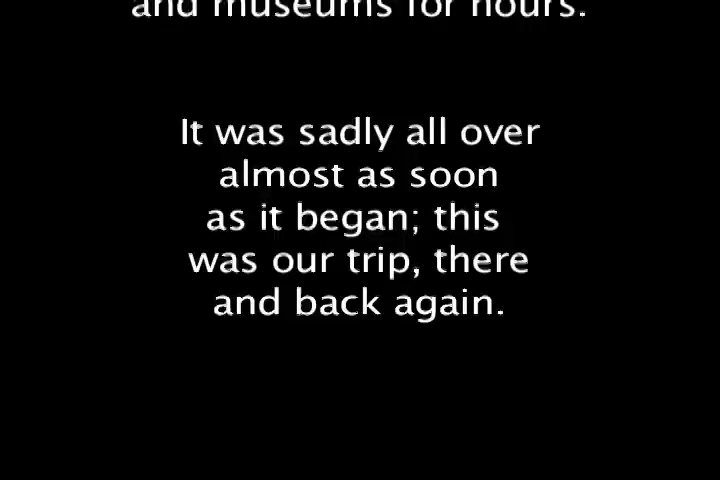 and museums for hours.
It was sadly all over
almost as soon
as it began; this
was our trip, there
and back again.